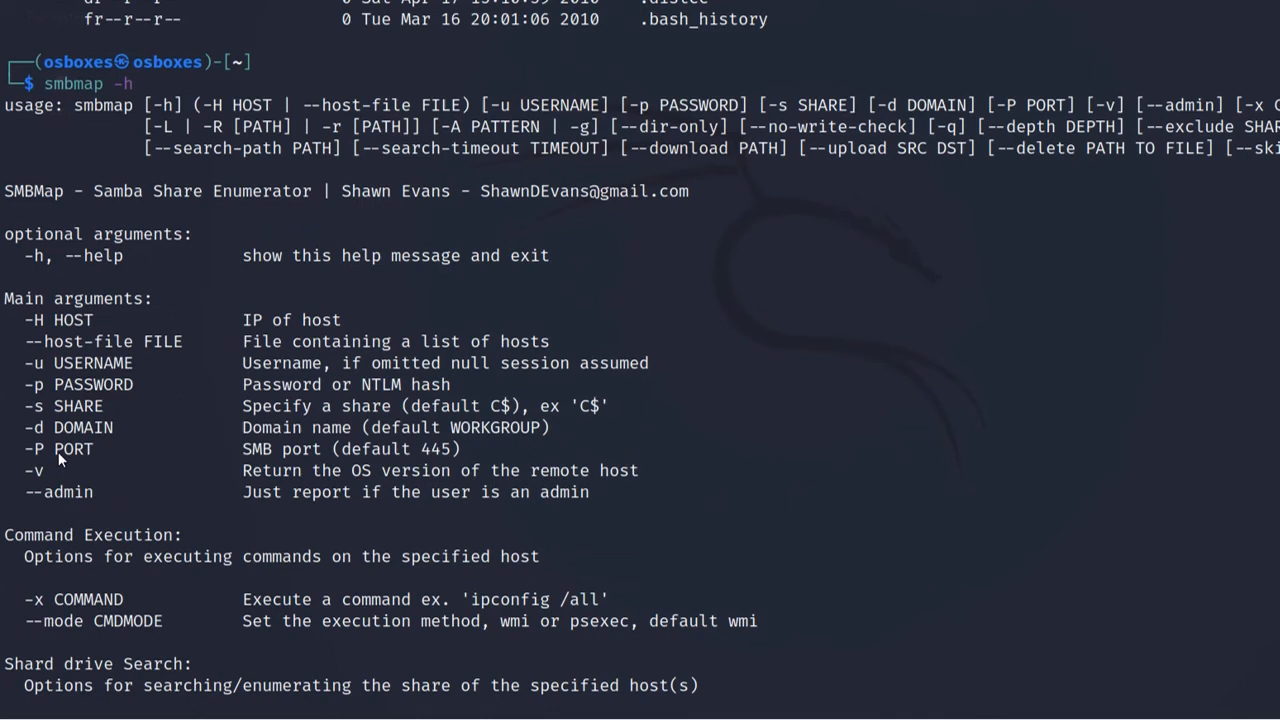 fr--r--r-- 0 Tue Mar 16 20:01:06 2010 .bash_history
┌──(osboxes㉿osboxes)-[~]
└─$ smbmap -h
usage: smbmap [-h] (-H HOST | --host-file FILE) [-u USERNAME] [-p PASSWORD] [-s SHARE] [-d DOMAIN] [-P PORT] [-v] [--admin] [-x
[-L | -R [PATH] | -r [PATH]] [-A PATTERN | -g] [--dir-only] [--no-write-check] [-q] [--depth DEPTH] [--exclude SHAR
[--search-path PATH] [--search-timeout TIMEOUT] [--download PATH] [--upload SRC DST] [--delete PATH TO FILE] [--ski
SMBMap - Samba Share Enumerator | Shawn Evans - ShawnDEvans@gmail.com
optional arguments:
-h, --help show this help message and exit
Main arguments:
-H HOST IP of host
--host-file FILE File containing a list of hosts
-u USERNAME Username, if omitted null session assumed
-p PASSWORD Password or NTLM hash
-s SHARE Specify a share (default C$), ex 'C$'
-d DOMAIN Domain name (default WORKGROUP)
-P PORT SMB port (default 445)
-v Return the OS version of the remote host
--admin Just report if the user is an admin
Command Execution:
Options for executing commands on the specified host
-x COMMAND Execute a command ex. 'ipconfig /all'
--mode CMDMODE Set the execution method, wmi or psexec, default wmi
Shard drive Search:
Options for searching/enumerating the share of the specified host(s)